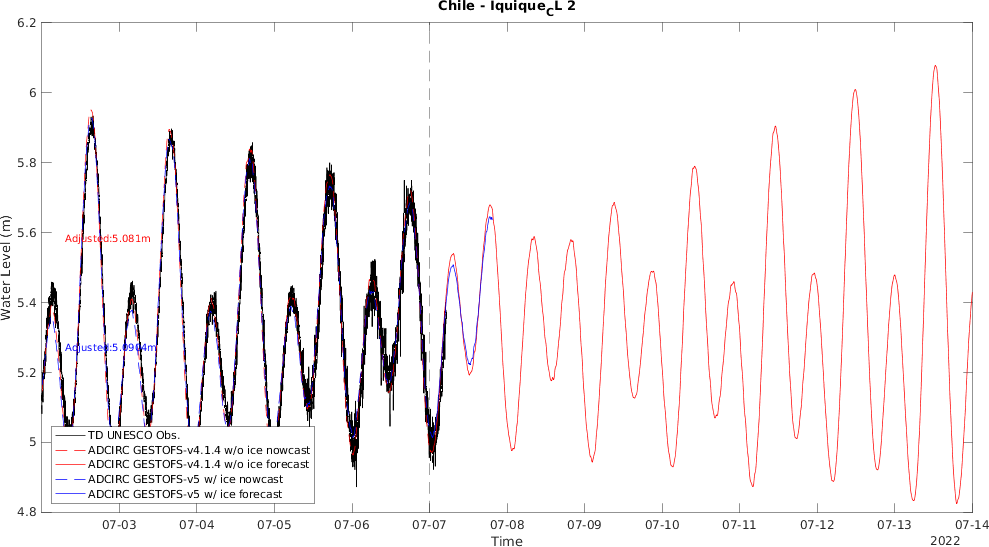 Chile - Iquique_CL 2
6.2
6
5.8
5.6
5.4
5.2
5
4.8
Water Level (m)
Adjusted:5.081m
Adjusted:5.0904m
TD UNESCO Obs.
ADCIRC GESTOFS-v4.1.4 w/o ice nowcast
ADCIRC GESTOFS-v4.1.4 w/o ice forecast
ADCIRC GESTOFS-v5 w/ ice nowcast
ADCIRC GESTOFS-v5 w/ ice forecast
07-03 07-04 07-05 07-06 07-07 07-08 07-09 07-10 07-11 07-12 07-13 07-14
Time
2022